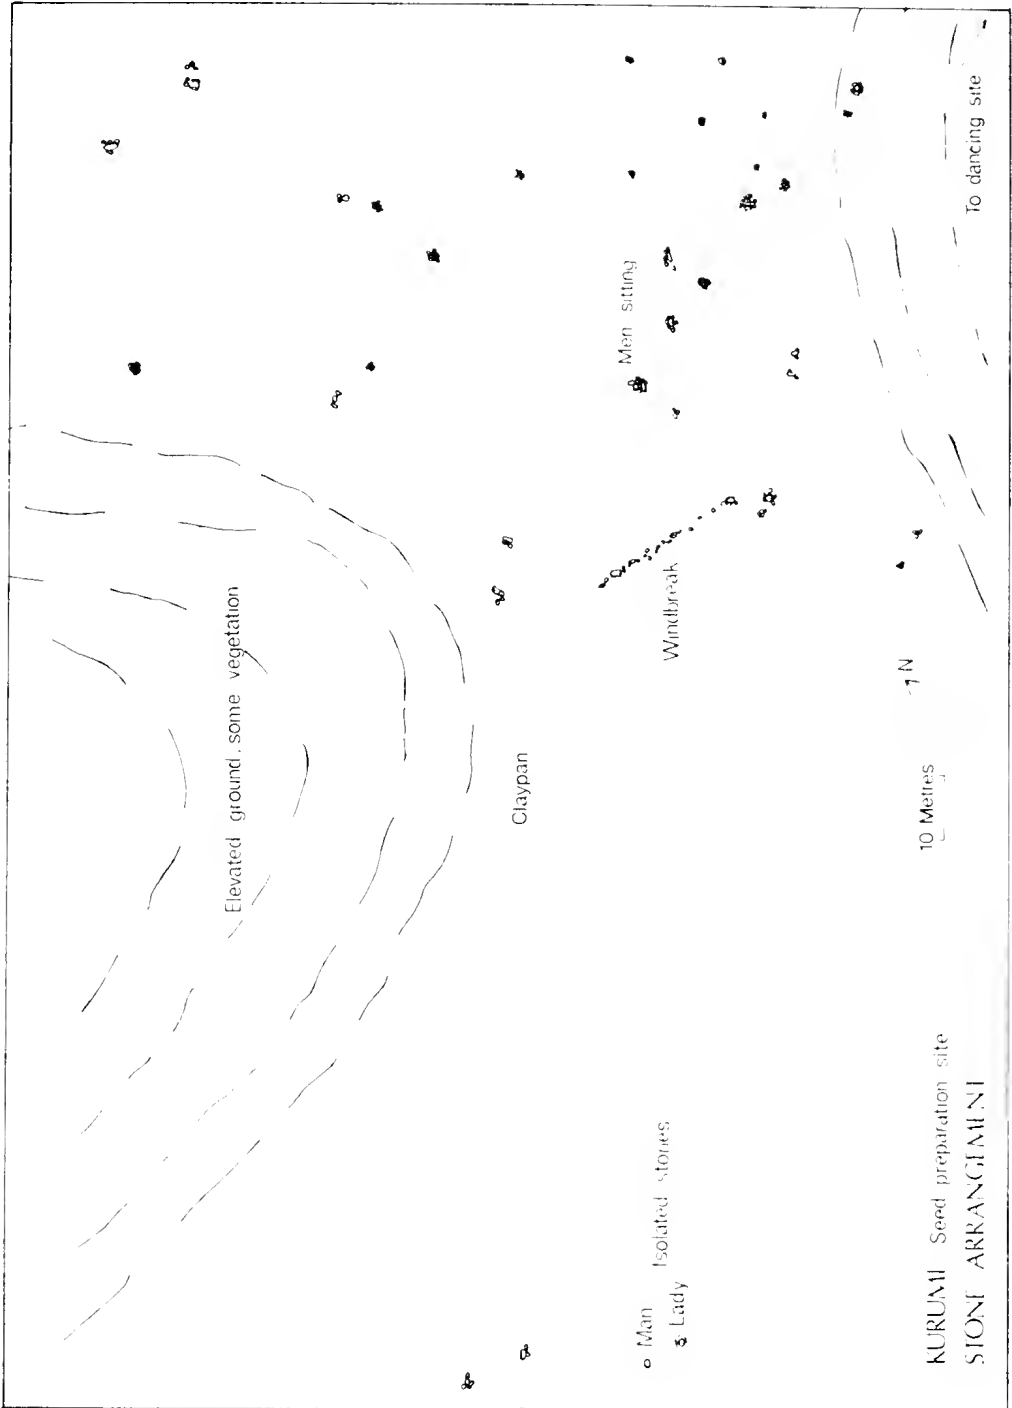 Elevated ground, some vegetation
Men sitting
Claypan
Windbreak
Man
Isolated stones
Lady
To dancing site
N
10 Metres
KURUMI Seed preparation site
STONE ARRANGEMENT